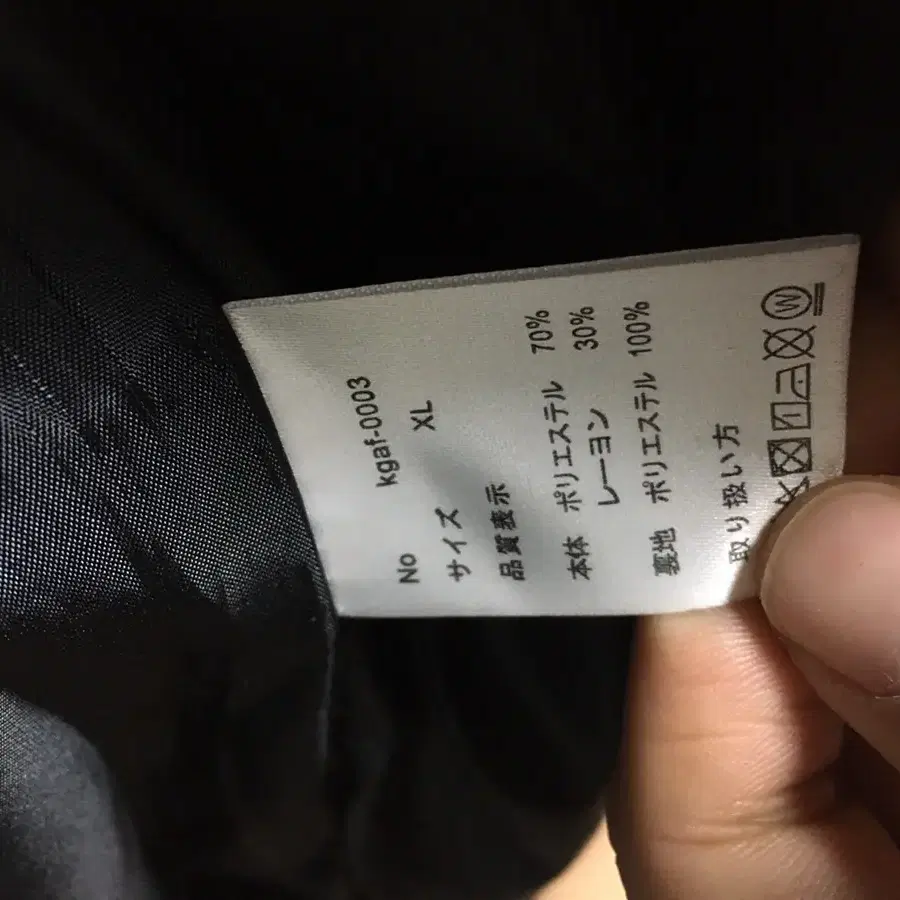 No kgaf-0003
サイズ XL
品質表示
本体 ポリエステル 70%
レーヨン 30%
裏地 ポリエステル 100%
取り扱い方
W